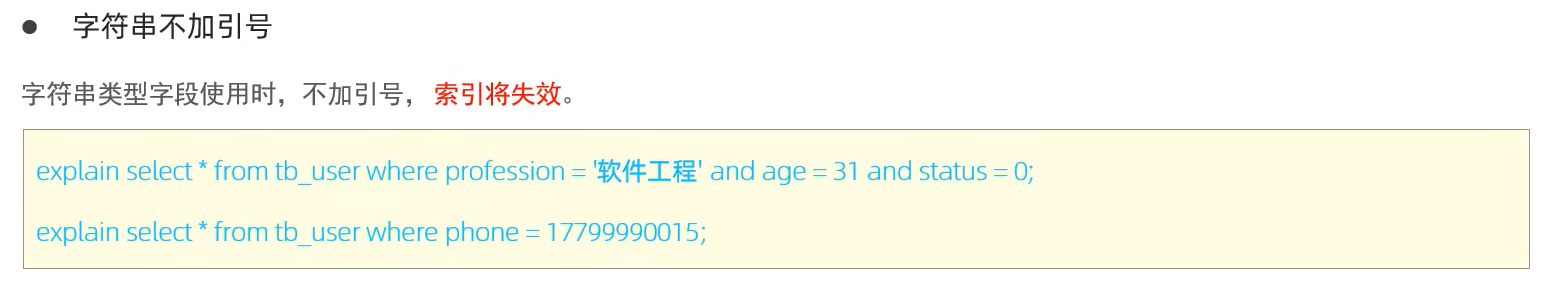 ● 字符串不加引号
字符串类型字段使用时，不加引号， 索引将失效。
explain select * from tb_user where profession = '软件工程' and age = 31 and status = 0;
explain select * from tb_user where phone = 17799990015;